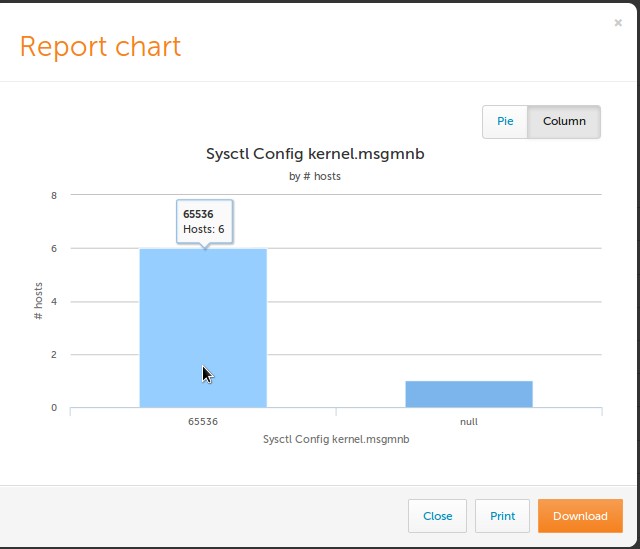 ×
Report chart
Pie
Column
Sysctl Config kernel.msgmnb
by # hosts
8
65536
Hosts: 6
6
4
2
0
# hosts
65536
null
Sysctl Config kernel.msgmnb
Close
Print
Download